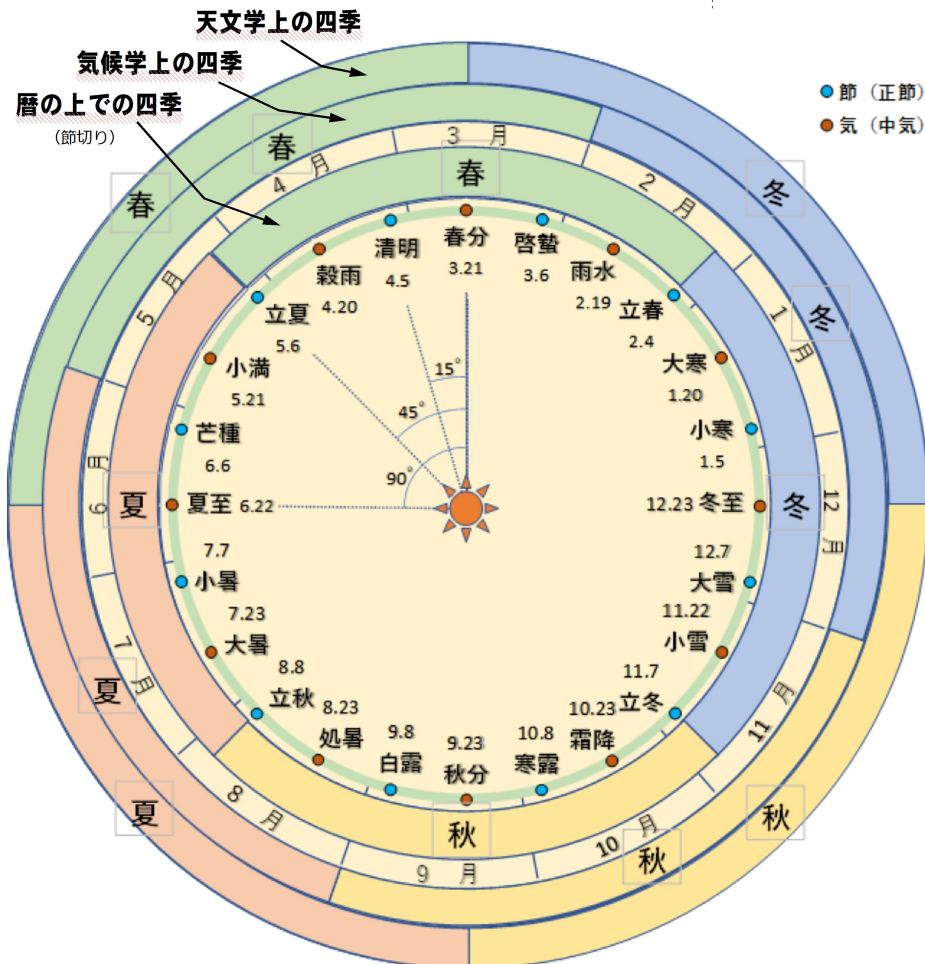 天文学上の四季
気候学上の四季
暦の上での四季
(節切り)
節（正節）
気（中気）
春
春
春
冬
冬
冬
夏
夏
夏
秋
秋
秋
3 月
2 月
1 月
12 月
11 月
10 月
9 月
8 月
7 月
6 月
5 月
4 月
春分
3.21
啓蟄
3.6
雨水
2.19
立春
2.4
大寒
1.20
小寒
1.5
12.23 冬至
12.7
大雪
11.22
小雪
11.7
立冬
10.23
霜降
10.8
寒露
9.23
秋分
9.8
白露
8.23
処暑
8.8
立秋
7.23
大暑
7.7
小暑
夏至 6.22
芒種
6.6
小満
5.21
立夏
5.6
穀雨
4.20
清明
4.5
15°
45°
90°